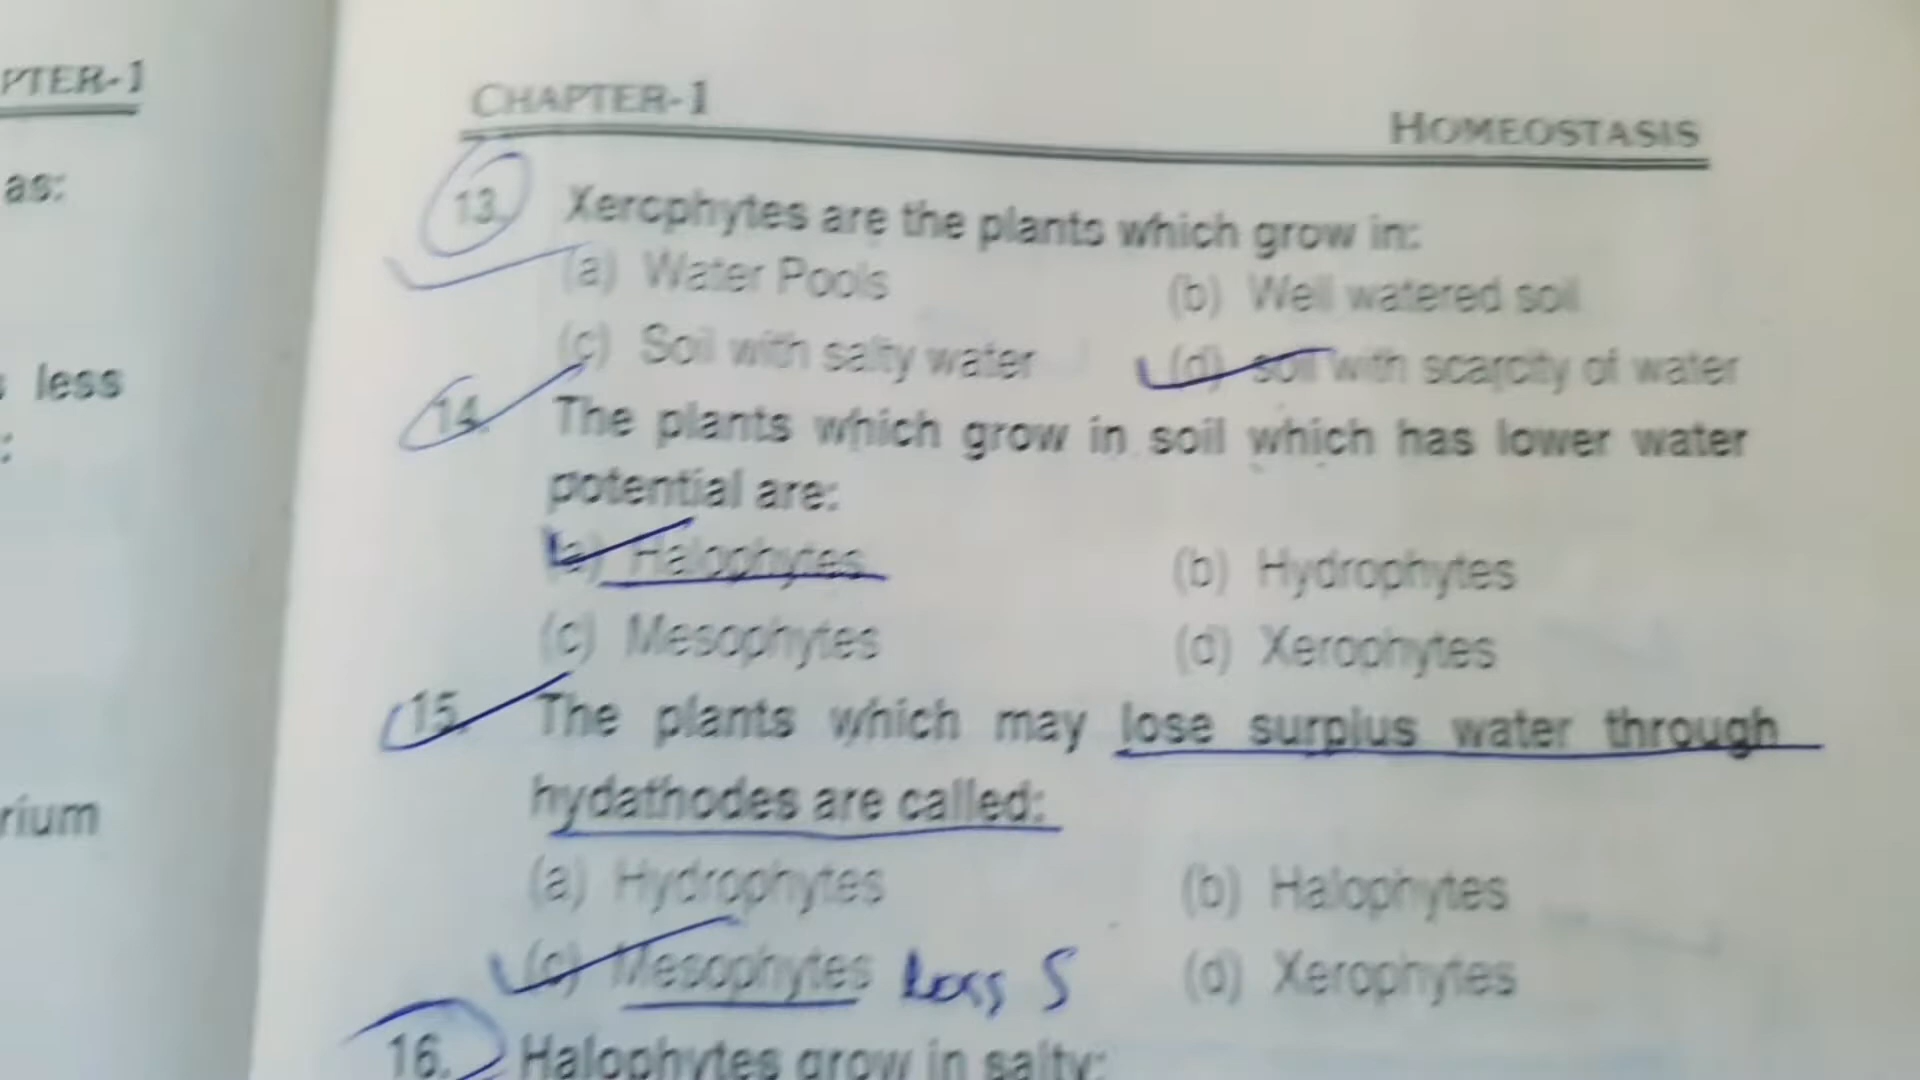 PTER-1
as:
less
:
rium
CHAPTER-1 HOMEOSTASIS
13. Xerophytes are the plants which grow in:
(a) Water Pools (b) Well watered soil
(c) Soil with salty water (d) soil with scarcity of water
14. The plants which grow in soil which has lower water
potential are:
(a) Halophytes (b) Hydrophytes
(c) Mesophytes (d) Xerophytes
15. The plants which may lose surplus water through
hydathodes are called:
(a) Hydrophytes (b) Halophytes
(c) Mesophytes S (d) Xerophytes
16. Halophytes grow in salty: